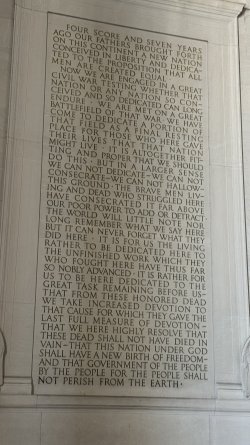 FOUR SCORE AND SEVEN YEARS
AGO OUR FATHERS BROUGHT FORTH
ON THIS CONTINENT A NEW NATION
CONCEIVED IN LIBERTY AND DEDICA-
TED TO THE PROPOSITION THAT ALL
MEN ARE CREATED EQUAL •
NOW WE ARE ENGAGED IN A GREAT
CIVIL WAR TESTING WHETHER THAT
NATION OR ANY NATION SO CON-
CEIVED AND SO DEDICATED CAN LONG
ENDURE • WE ARE MET ON A GREAT
BATTLEFIELD OF THAT WAR • WE HAVE
COME TO DEDICATE A PORTION OF
THAT FIELD AS A FINAL RESTING
PLACE FOR THOSE WHO HERE GAVE
THEIR LIVES THAT THAT NATION
MIGHT LIVE • IT IS ALTOGETHER FIT-
TING AND PROPER THAT WE SHOULD
DO THIS • BUT IN A LARGER SENSE
WE CAN NOT DEDICATE~WE CAN NOT
CONSECRATE~WE CAN NOT HALLOW~
THIS GROUND • THE BRAVE MEN LIV-
ING AND DEAD WHO STRUGGLED HERE
HAVE CONSECRATED IT FAR ABOVE
OUR POOR POWER TO ADD OR DETRACT •
THE WORLD WILL LITTLE NOTE NOR
LONG REMEMBER WHAT WE SAY HERE
BUT IT CAN NEVER FORGET WHAT THEY
DID HERE • IT IS FOR US THE LIVING
RATHER TO BE DEDICATED HERE TO
THE UNFINISHED WORK WHICH THEY
WHO FOUGHT HERE HAVE THUS FAR
SO NOBLY ADVANCED • IT IS RATHER FOR
US TO BE HERE DEDICATED TO THE
GREAT TASK REMAINING BEFORE US~
THAT FROM THESE HONORED DEAD
WE TAKE INCREASED DEVOTION TO
THAT CAUSE FOR WHICH THEY GAVE THE
LAST FULL MEASURE OF DEVOTION~
THAT WE HERE HIGHLY RESOLVE THAT
THESE DEAD SHALL NOT HAVE DIED IN
VAIN~THAT THIS NATION UNDER GOD
SHALL HAVE A NEW BIRTH OF FREEDOM~
AND THAT GOVERNMENT OF THE PEOPLE
BY THE PEOPLE FOR THE PEOPLE SHALL
NOT PERISH FROM THE EARTH •